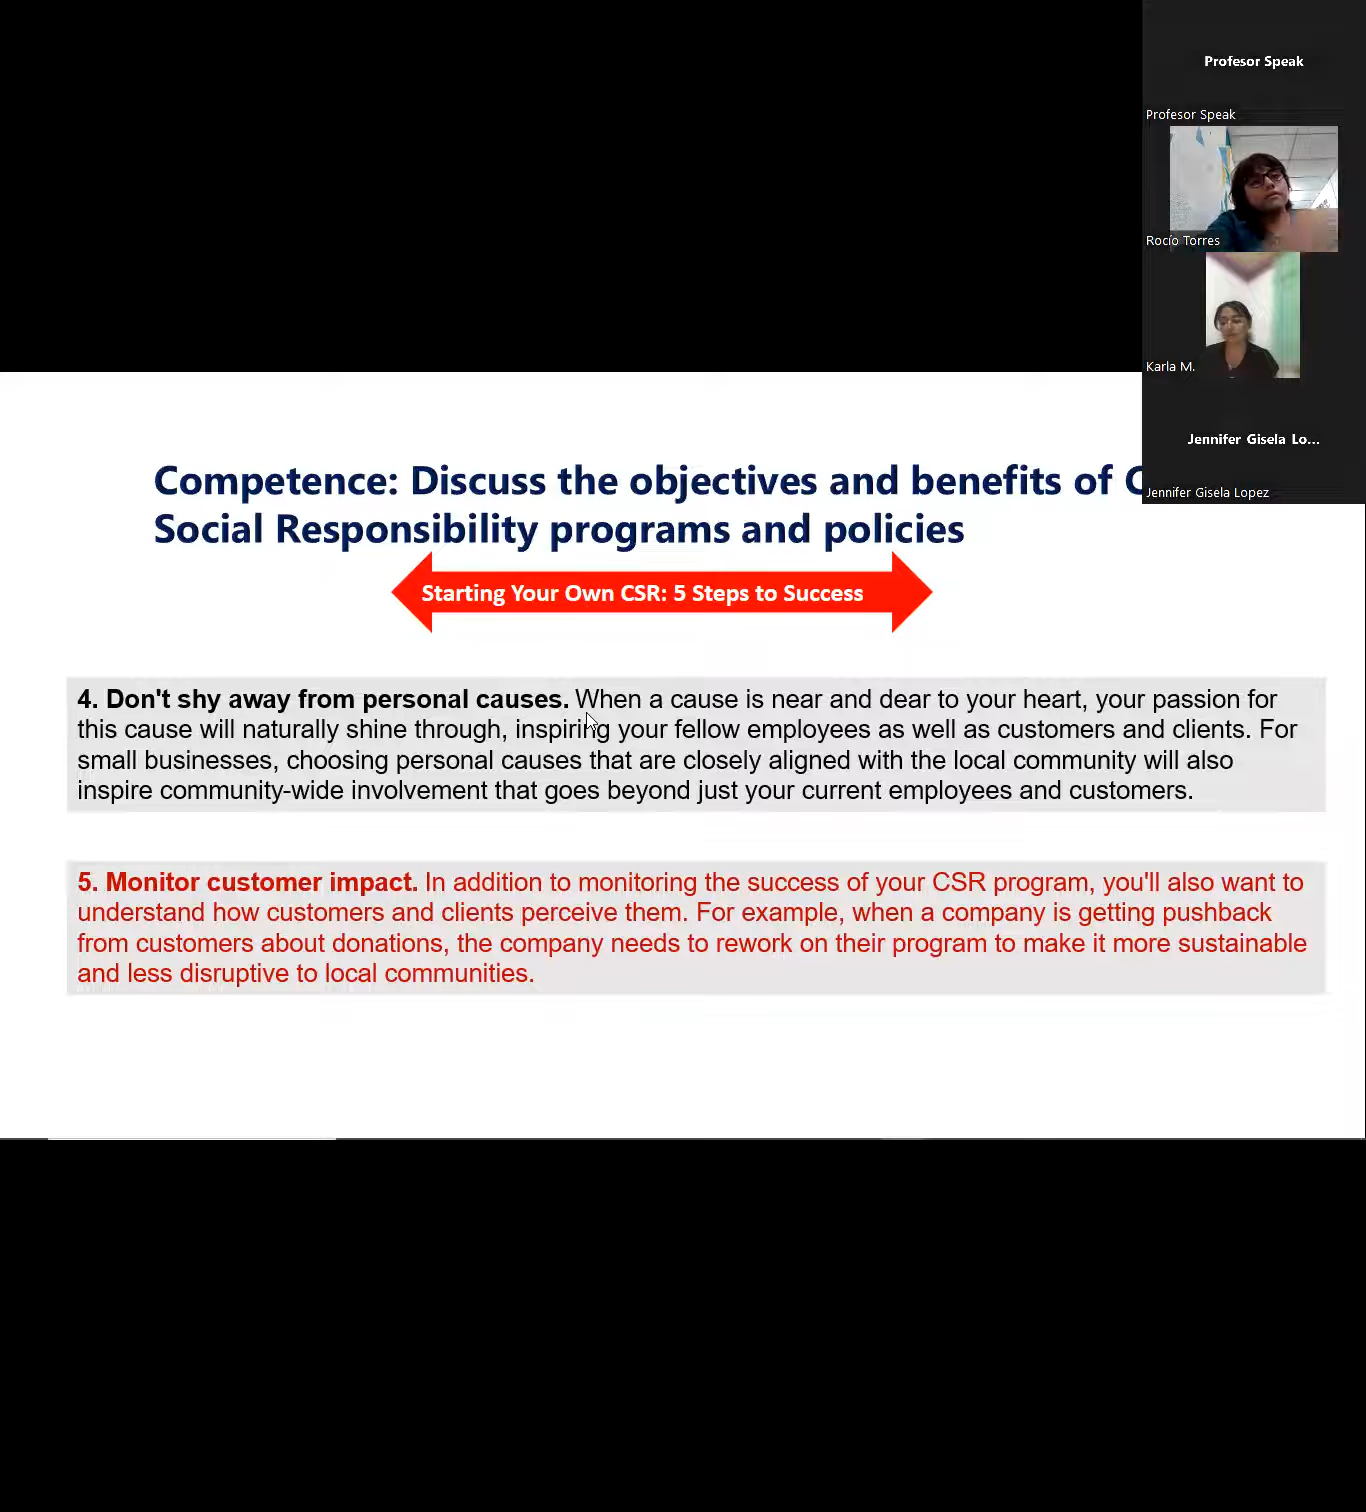 Profesor Speak
Profesor Speak
Rocío Torres
Karla M.
Jennifer Gisela Lo...
Jennifer Gisela Lopez
Competence: Discuss the objectives and benefits of
Social Responsibility programs and policies
Starting Your Own CSR: 5 Steps to Success
4. Don't shy away from personal causes. When a cause is near and dear to your heart, your passion for
this cause will naturally shine through, inspiring your fellow employees as well as customers and clients. For
small businesses, choosing personal causes that are closely aligned with the local community will also
inspire community-wide involvement that goes beyond just your current employees and customers.
5. Monitor customer impact. In addition to monitoring the success of your CSR program, you'll also want to
understand how customers and clients perceive them. For example, when a company is getting pushback
from customers about donations, the company needs to rework on their program to make it more sustainable
and less disruptive to local communities.